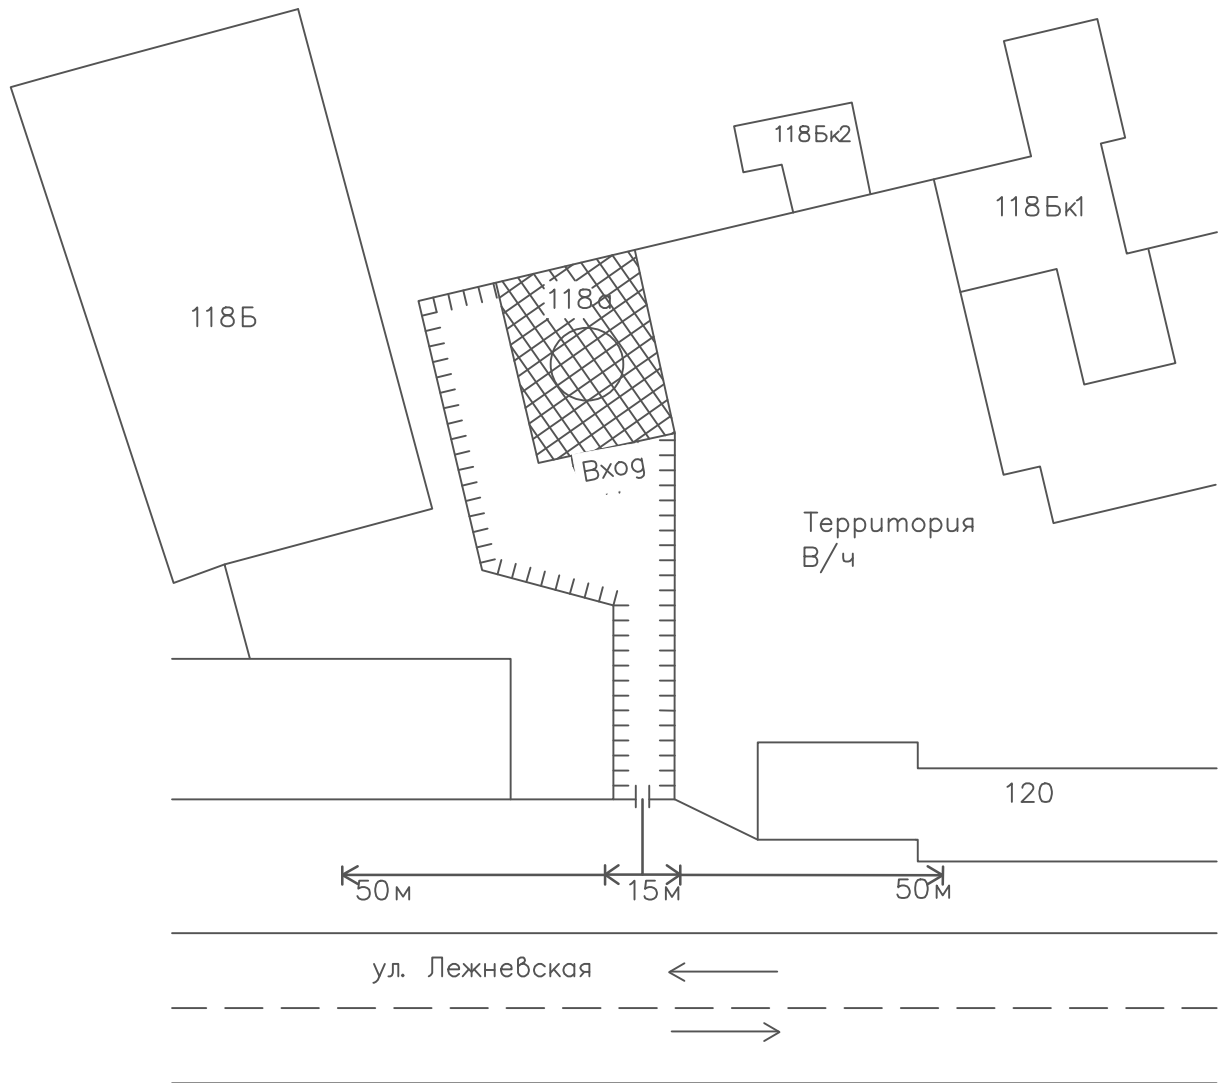 118Бк2
118Бк1
118а
118Б
Вход
Территория
В/ч
120
50м
15м
50м
ул. Лежневская